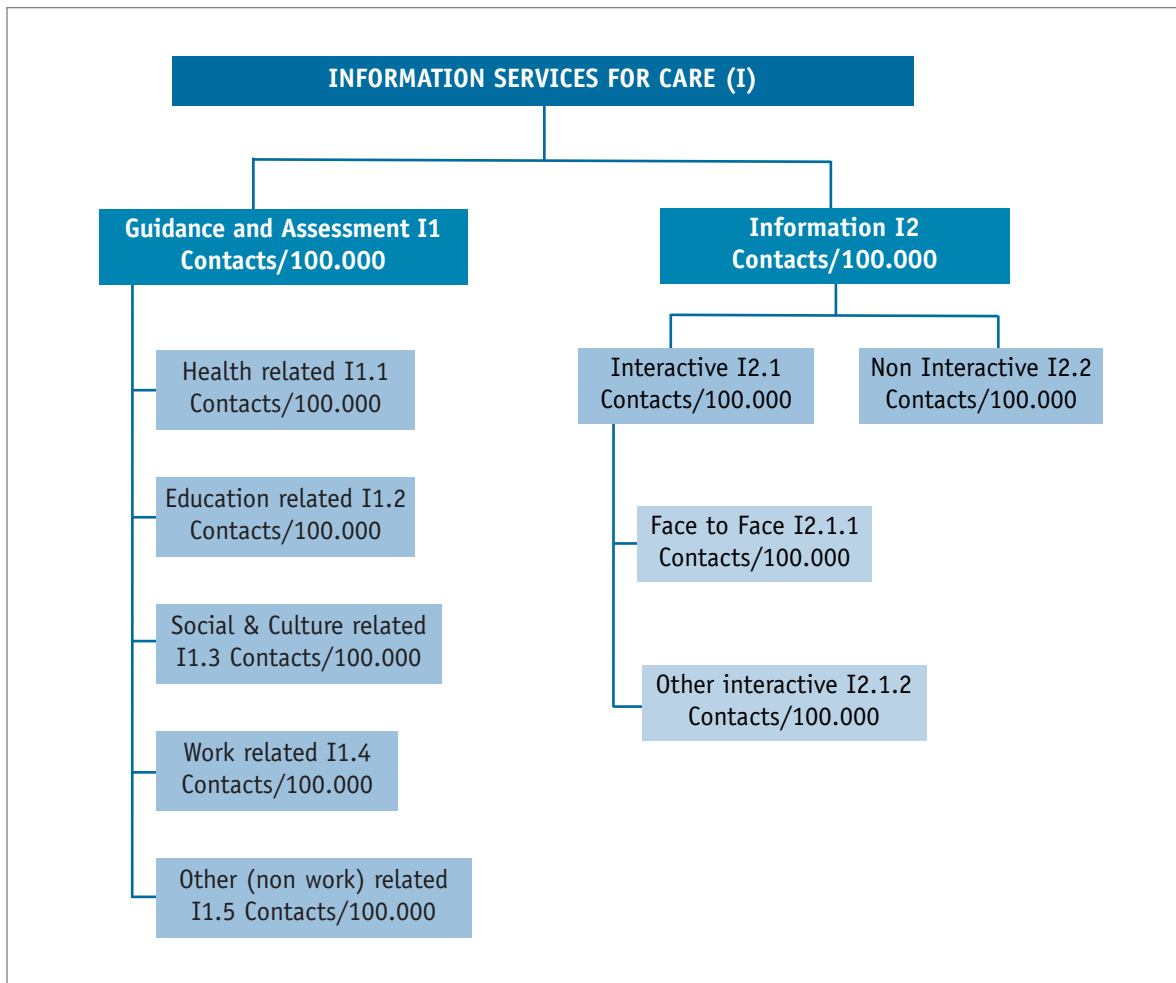 INFORMATION SERVICES FOR CARE (I)
Guidance and Assessment I1
Contacts/100.000
Health related I1.1
Contacts/100.000
Education related I1.2
Contacts/100.000
Social & Culture related
I1.3 Contacts/100.000
Work related I1.4
Contacts/100.000
Other (non work) related
I1.5 Contacts/100.000
Information I2
Contacts/100.000
Interactive I2.1
Contacts/100.000
Non Interactive I2.2
Contacts/100.000
Face to Face I2.1.1
Contacts/100.000
Other interactive I2.1.2
Contacts/100.000